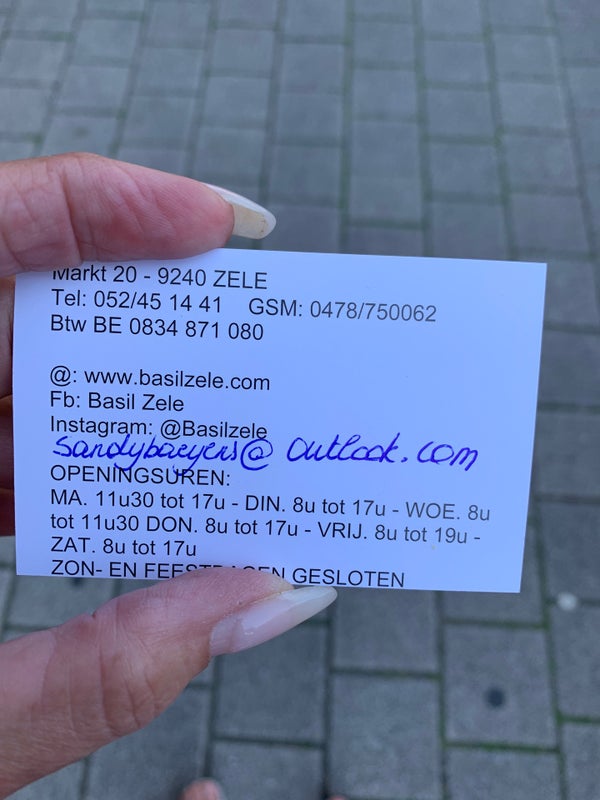 Markt 20 - 9240 ZELE
Tel: 052/45 14 41 GSM: 0478/750062
Btw BE 0834 871 080
@: www.basilzele.com
Fb: Basil Zele
Instagram: @Basilzele
sandybaeyens@outlook.com
OPENINGSUREN:
MA. 11u30 tot 17u - DIN. 8u tot 17u - WOE. 8u
tot 11u30 DON. 8u tot 17u - VRIJ. 8u tot 19u -
ZAT. 8u tot 17u
ZON- EN FEESTDAGEN GESLOTEN